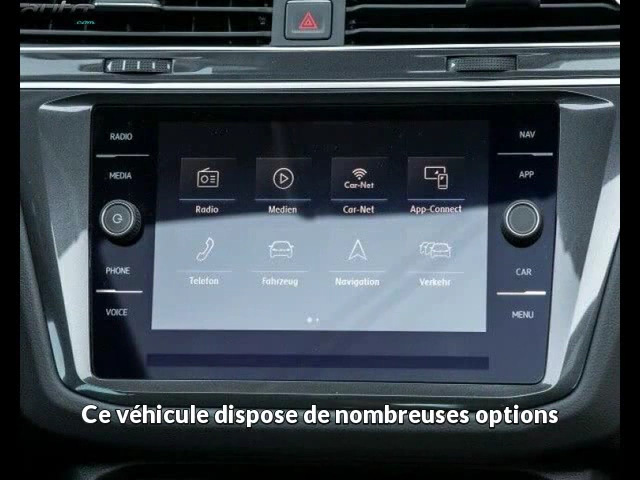 .com
RADIO
NAV
MEDIA
APP
Car-Net
Radio
Medien
Car-Net
App-Connect
PHONE
Telefon
Fahrzeug
Navigation
Verkehr
CAR
VOICE
MENU
Ce véhicule dispose de nombreuses options